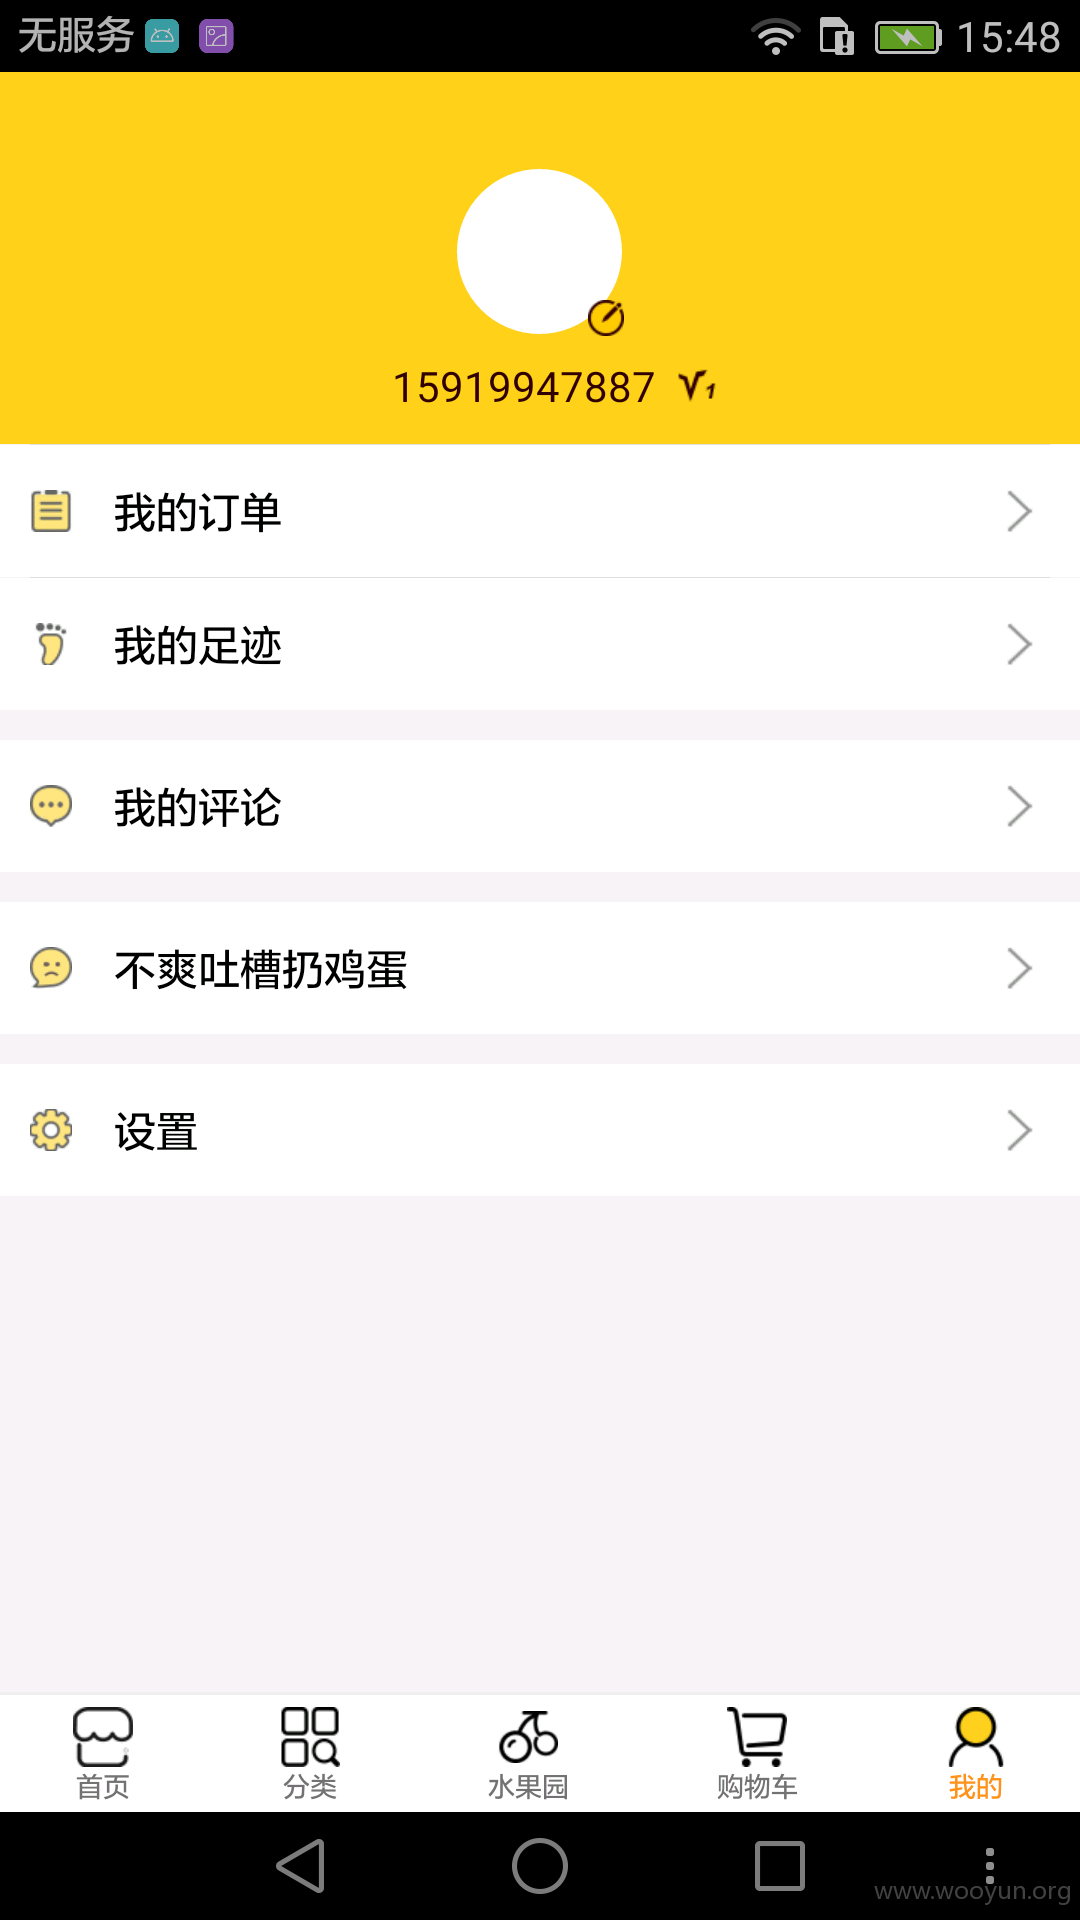 无服务 15:48
15919947887 V1
我的订单
我的足迹
我的评论
不爽吐槽扔鸡蛋
设置
首页 分类 水果园 购物车 我的
www.wooyun.org